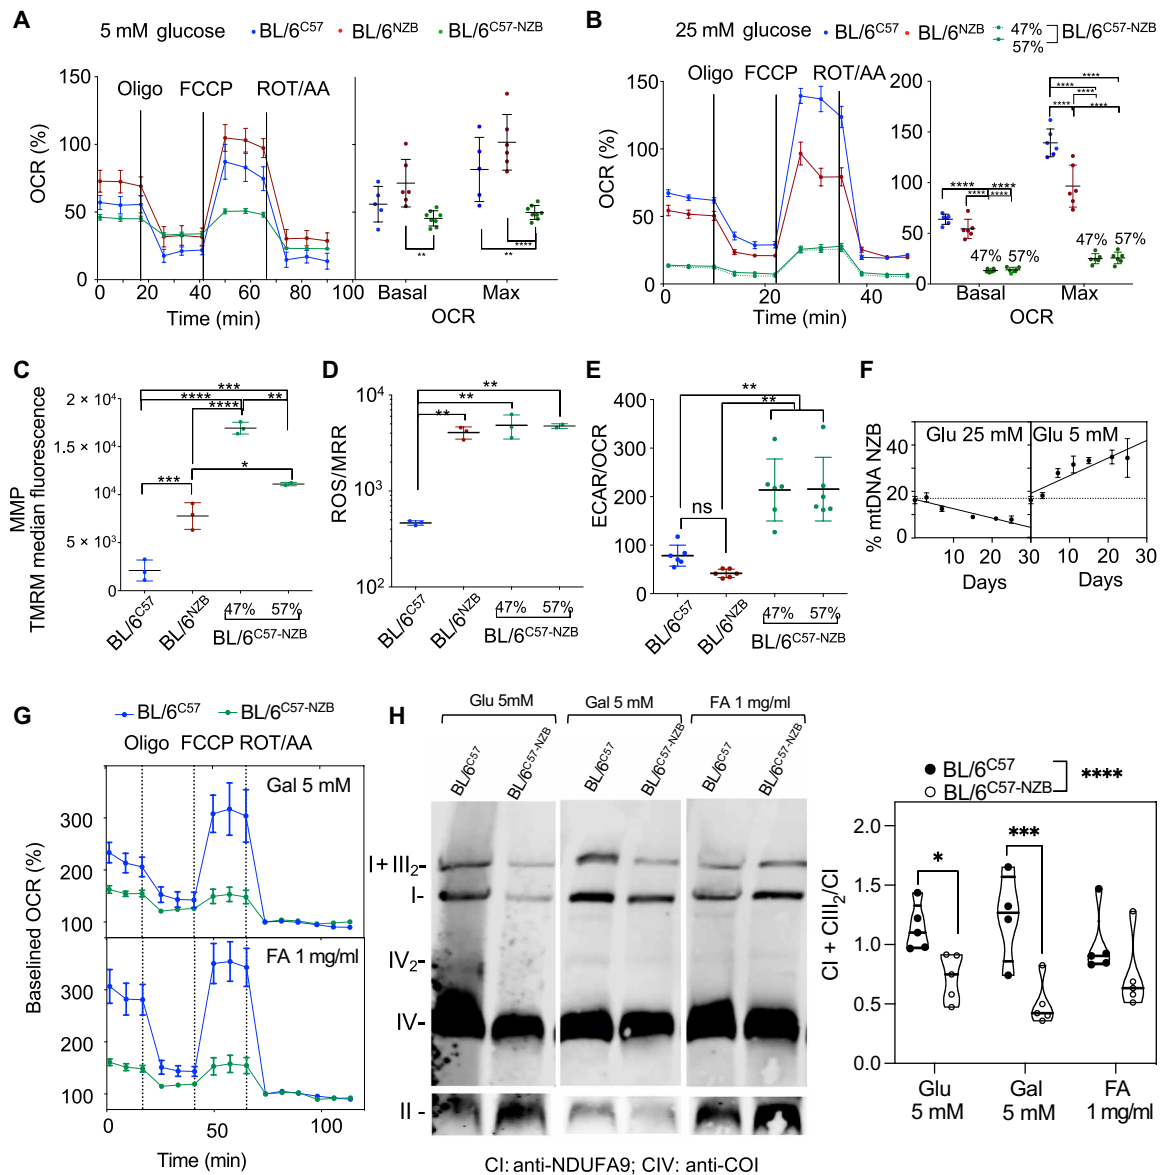 A
5 mM glucose
BL/6C57
BL/6NZB
BL/6C57-NZB
Oligo
FCCP
ROT/AA
OCR (%)
150
100
50
0
0 20 40 60 80 100
Time (min)
**
**
****
Basal
Max
OCR
B
25 mM glucose
BL/6C57
BL/6NZB
47%
57%
BL/6C57-NZB
Oligo
FCCP
ROT/AA
OCR (%)
150
100
50
0
0 20 40
Time (min)
200
150
100
50
0
**** ****
**** ****
47% 57%
****
****
**** ****
47% 57%
Basal
Max
OCR
C
MMP
TMRM median fluorescence
2 × 10^4
1 × 10^4
1 × 10^4
5 × 10^3
0
***
**** **
****
***
*
BL/6C57
BL/6NZB
47% 57%
BL/6C57-NZB
D
ROS/MRR
10^4
10^3
10^2
**
**
**
BL/6C57
BL/6NZB
47% 57%
BL/6C57-NZB
E
ECAR/OCR
400
300
200
100
0
**
**
ns
BL/6C57
BL/6NZB
47% 57%
BL/6C57-NZB
F
% mtDNA NZB
Glu 25 mM
Glu 5 mM
40
20
0
0 10 20 30
0 10 20 30
Days
Days
G
BL/6C57
BL/6C57-NZB
Oligo FCCP ROT/AA
Baselined OCR (%)
Gal 5 mM
300
200
100
FA 1 mg/ml
300
200
100
0 50 100
Time (min)
H
Glu 5mM
Gal 5 mM
FA 1 mg/ml
BL/6C57
BL/6C57-NZB
BL/6C57
BL/6C57-NZB
BL/6C57
BL/6C57-NZB
I + III2-
I-
IV2-
IV-
II -
CI: anti-NDUFA9; CIV: anti-COI
BL/6C57
BL/6C57-NZB
****
CI + CIII2/CI
2.0
1.5
1.0
0.5
0.0
*
***
Glu
5 mM
Gal
5 mM
FA
1 mg/ml